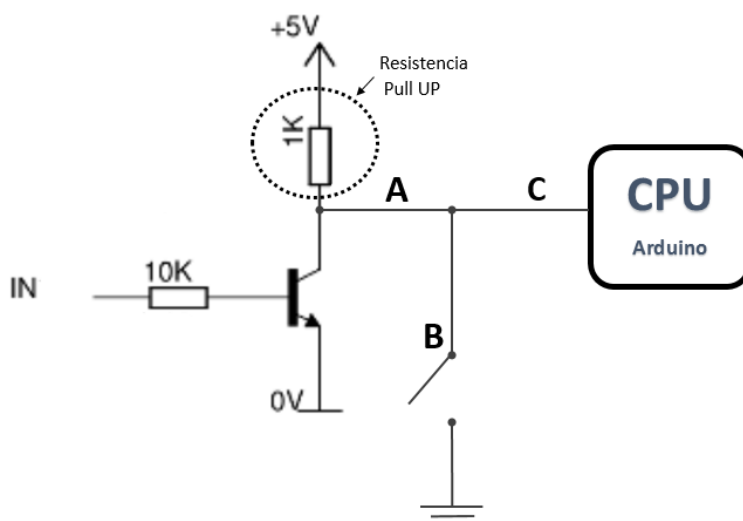 +5V
Resistencia
Pull UP
1K
A
C
CPU
Arduino
10K
IN
B
0V